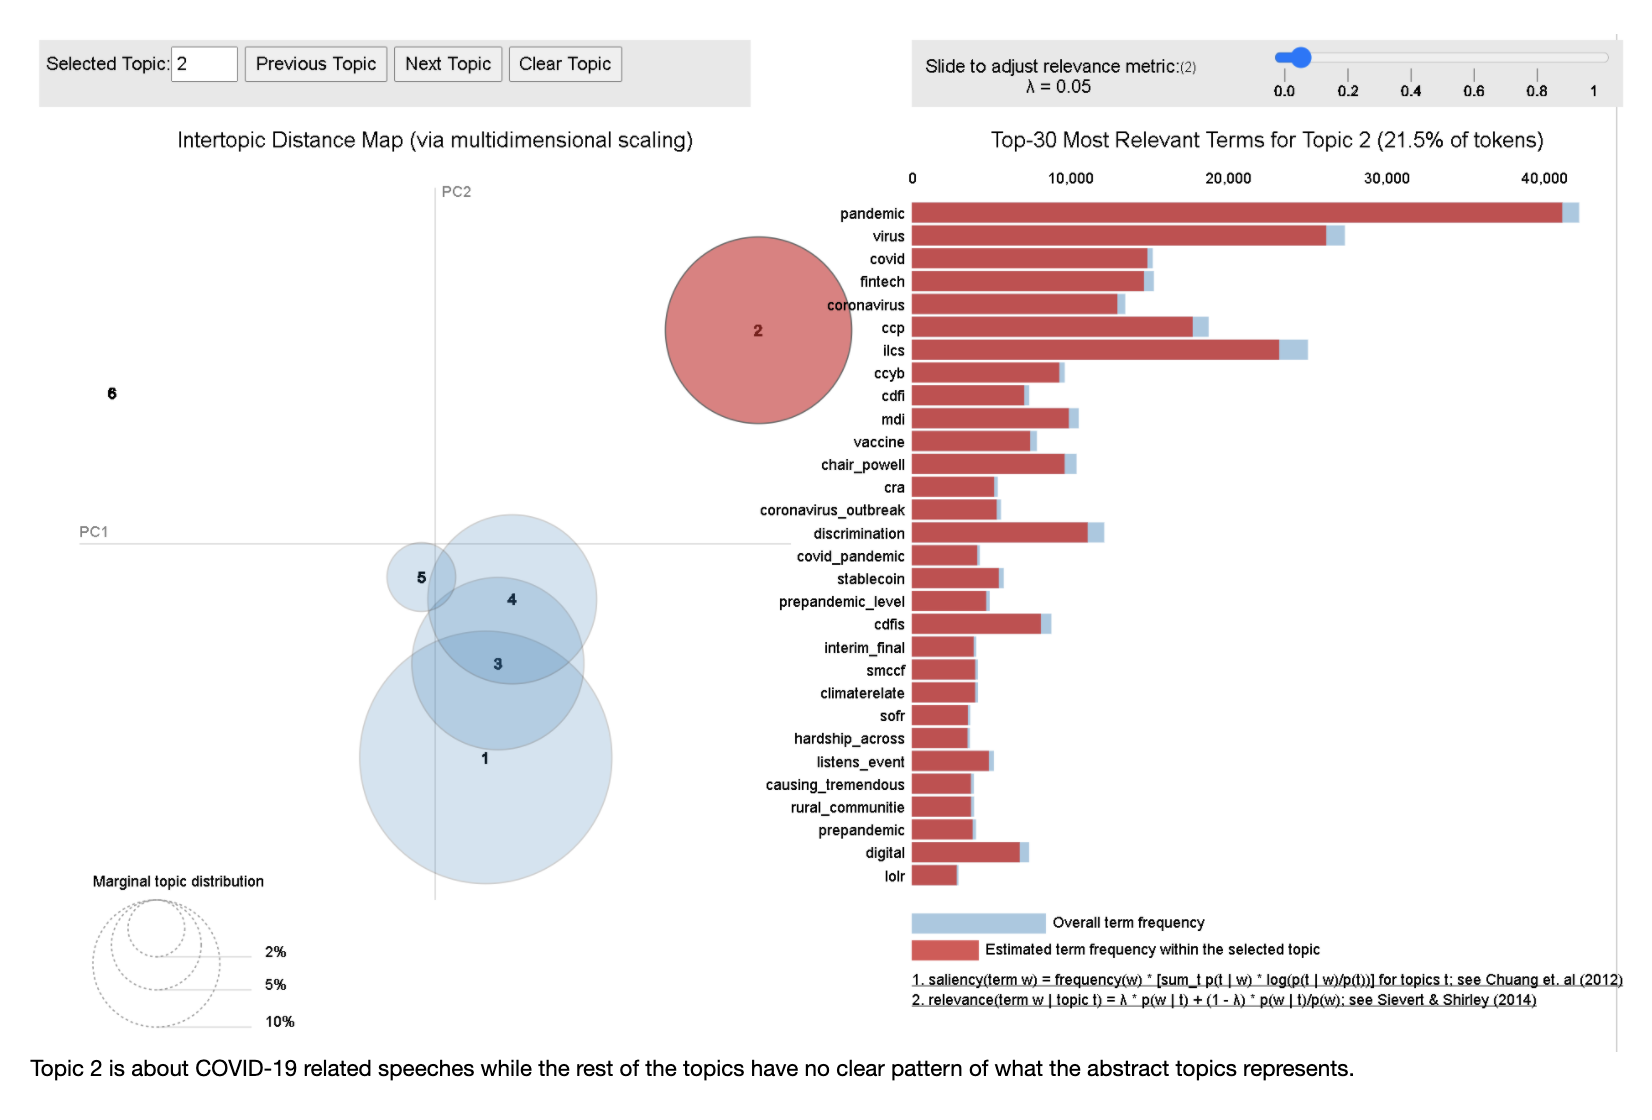 Selected Topic: 2 Previous Topic Next Topic Clear Topic
Slide to adjust relevance metric:(2)
λ = 0.05
0.0 0.2 0.4 0.6 0.8 1
Intertopic Distance Map (via multidimensional scaling)
PC2
PC1
6
2
5
4
3
1
Marginal topic distribution
2%
5%
10%
Top-30 Most Relevant Terms for Topic 2 (21.5% of tokens)
0 10,000 20,000 30,000 40,000
pandemic
virus
covid
fintech
coronavirus
ccp
ilcs
ccyb
cdfi
mdi
vaccine
chair_powell
cra
coronavirus_outbreak
discrimination
covid_pandemic
stablecoin
prepandemic_level
cdfis
interim_final
smccf
climaterelate
sofr
hardship_across
listens_event
causing_tremendous
rural_communitie
prepandemic
digital
lolr
Overall term frequency
Estimated term frequency within the selected topic
1. saliency(term w) = frequency(w) * [sum_t p(t | w) * log(p(t | w)/p(t))] for topics t; see Chuang et. al (2012)
2. relevance(term w | topic t) = λ * p(w | t) + (1 - λ) * p(w | t)/p(w); see Sievert & Shirley (2014)
Topic 2 is about COVID-19 related speeches while the rest of the topics have no clear pattern of what the abstract topics represents.